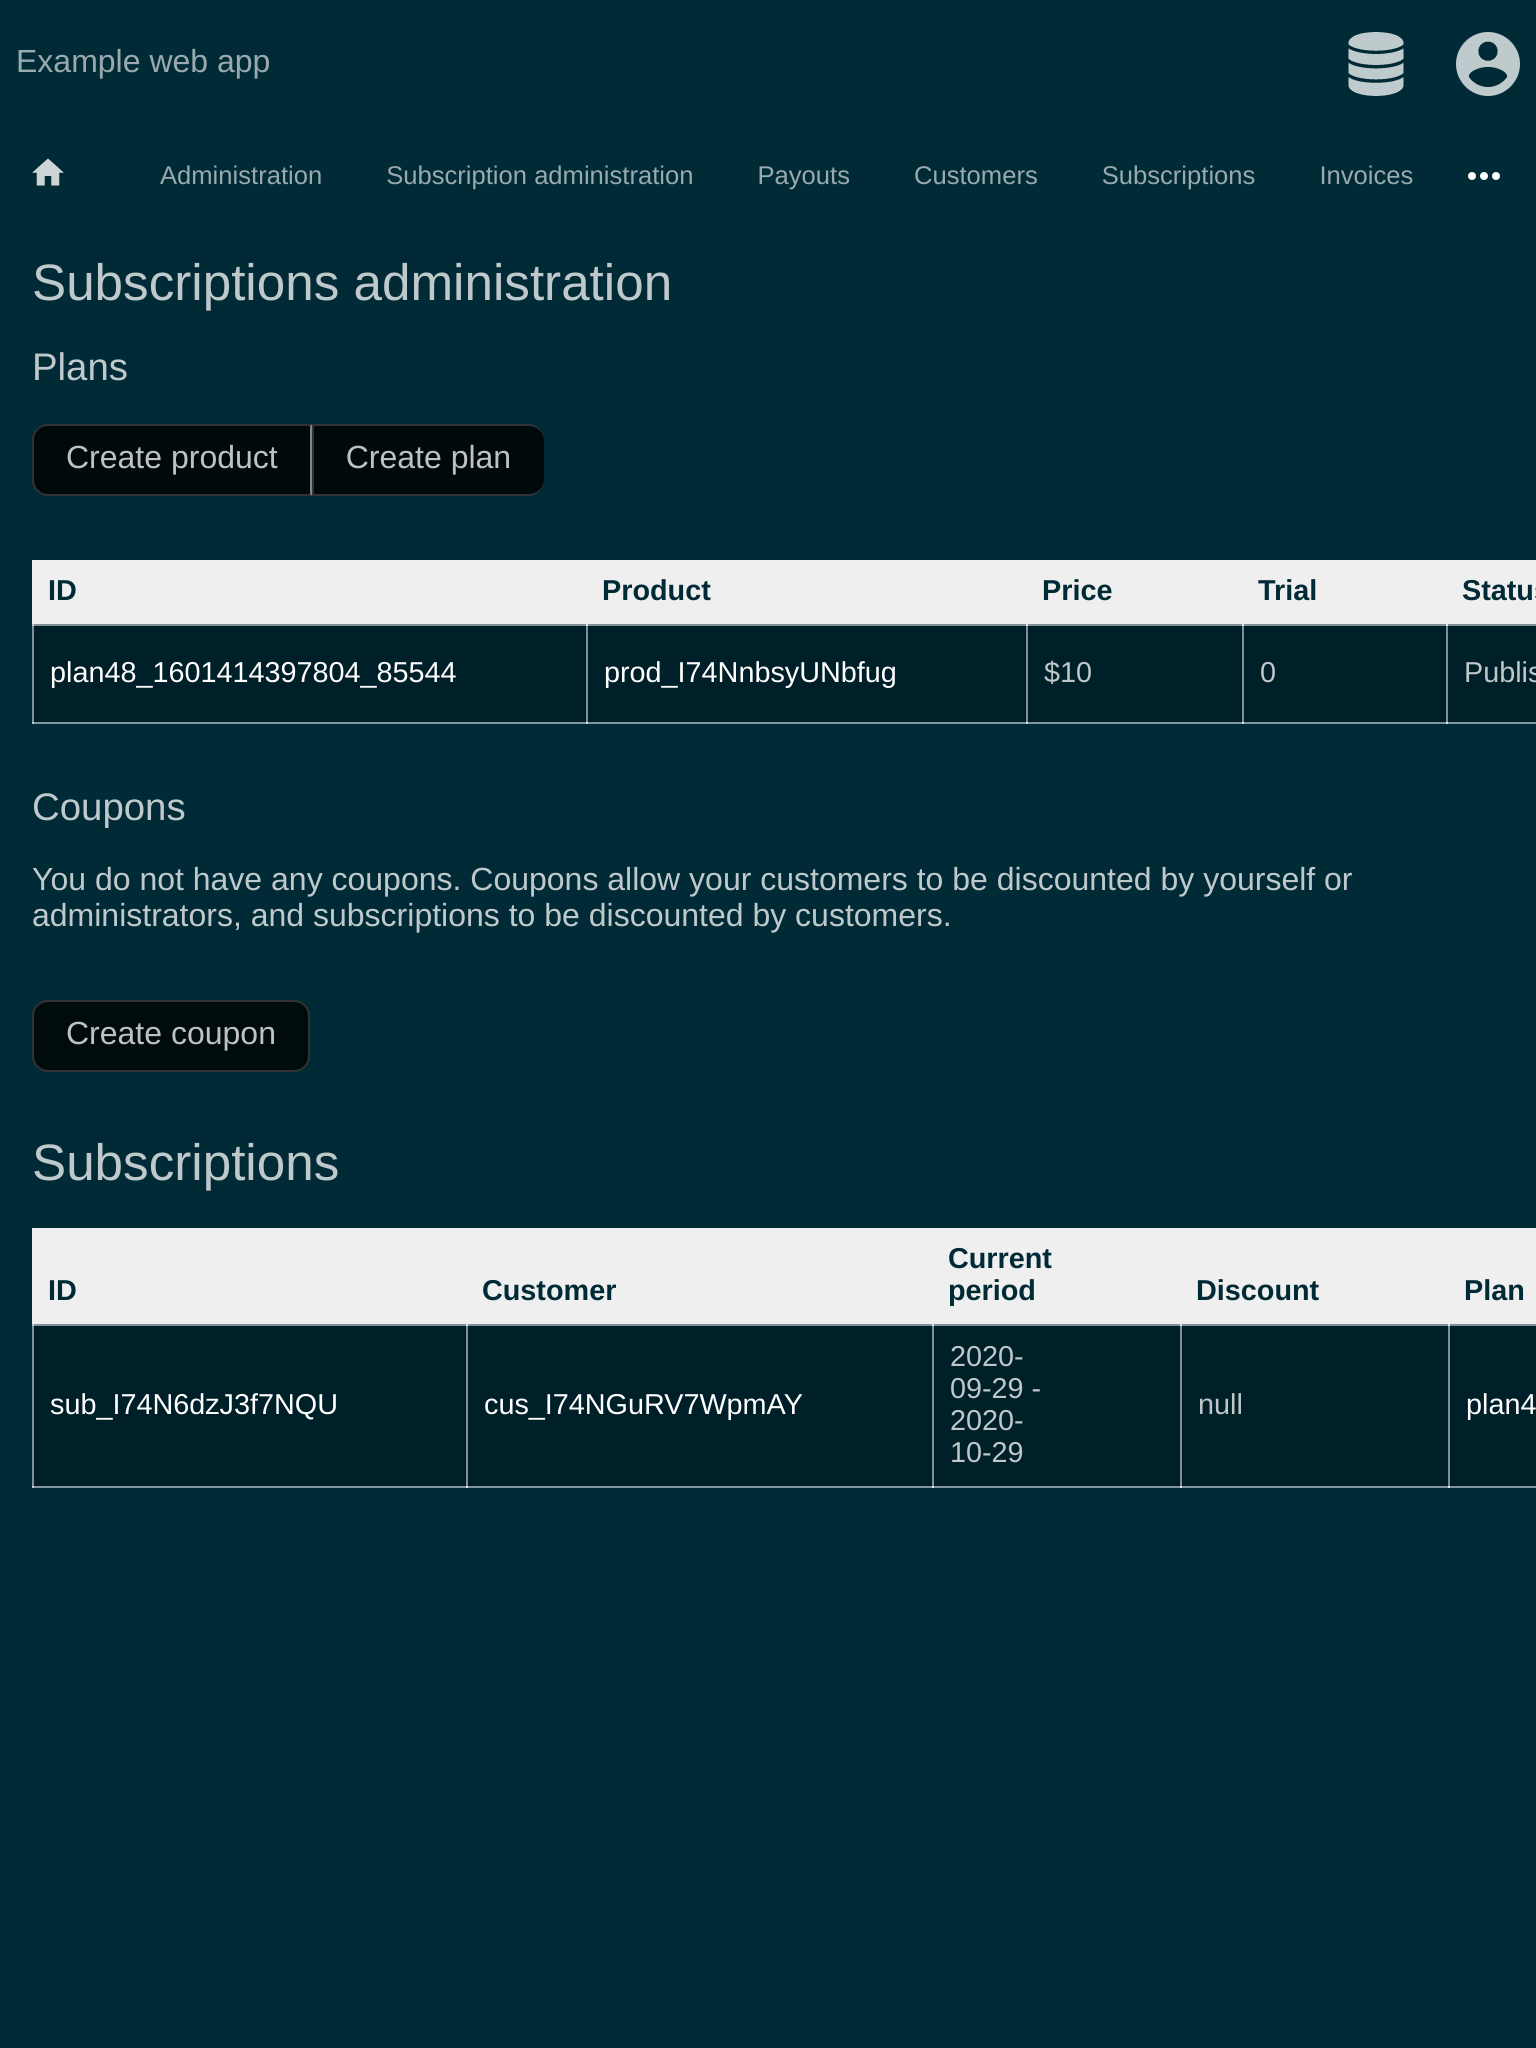 Example web app
Administration Subscription administration Payouts Customers Subscriptions Invoices
Subscriptions administration
Plans
Create product Create plan
ID Product Price Trial Statu
plan48_1601414397804_85544 prod_I74NnbsyUNbfug $10 0 Publis
Coupons
You do not have any coupons. Coupons allow your customers to be discounted by yourself or
administrators, and subscriptions to be discounted by customers.
Create coupon
Subscriptions
ID Customer Current period Discount Plan
sub_I74N6dzJ3f7NQU cus_I74NGuRV7WpmAY 2020-09-29 - 2020-10-29 null plan4